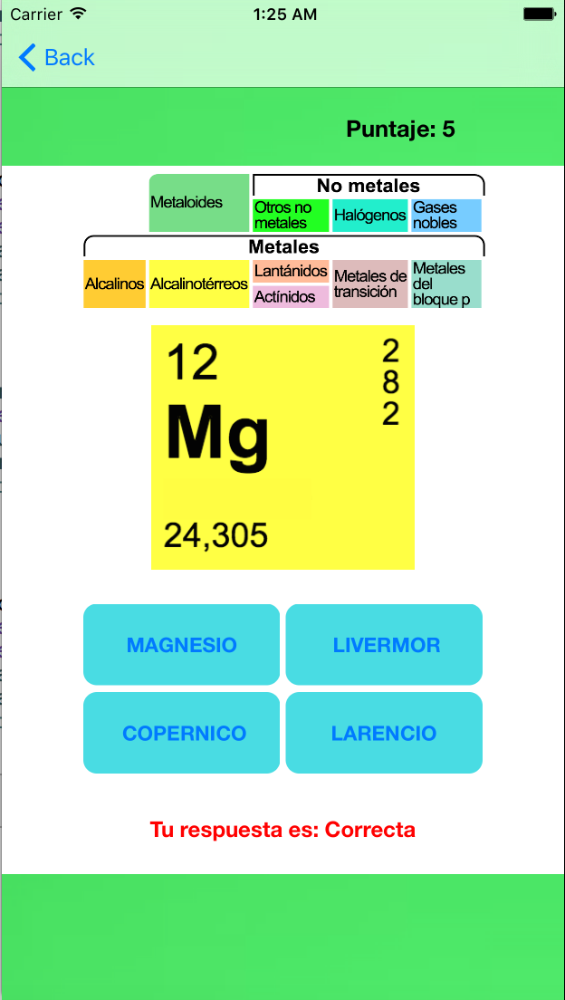 Carrier 1:25 AM
Back
Puntaje: 5
No metales
Metaloides
Otros no
metales
Halógenos
Gases
nobles
Metales
Alcalinos
Alcalinotérreos
Lantánidos
Actínidos
Metales de
transición
Metales
del
bloque p
12
2
8
2
Mg
24,305
MAGNESIO
LIVERMOR
COPERNICO
LARENCIO
Tu respuesta es: Correcta